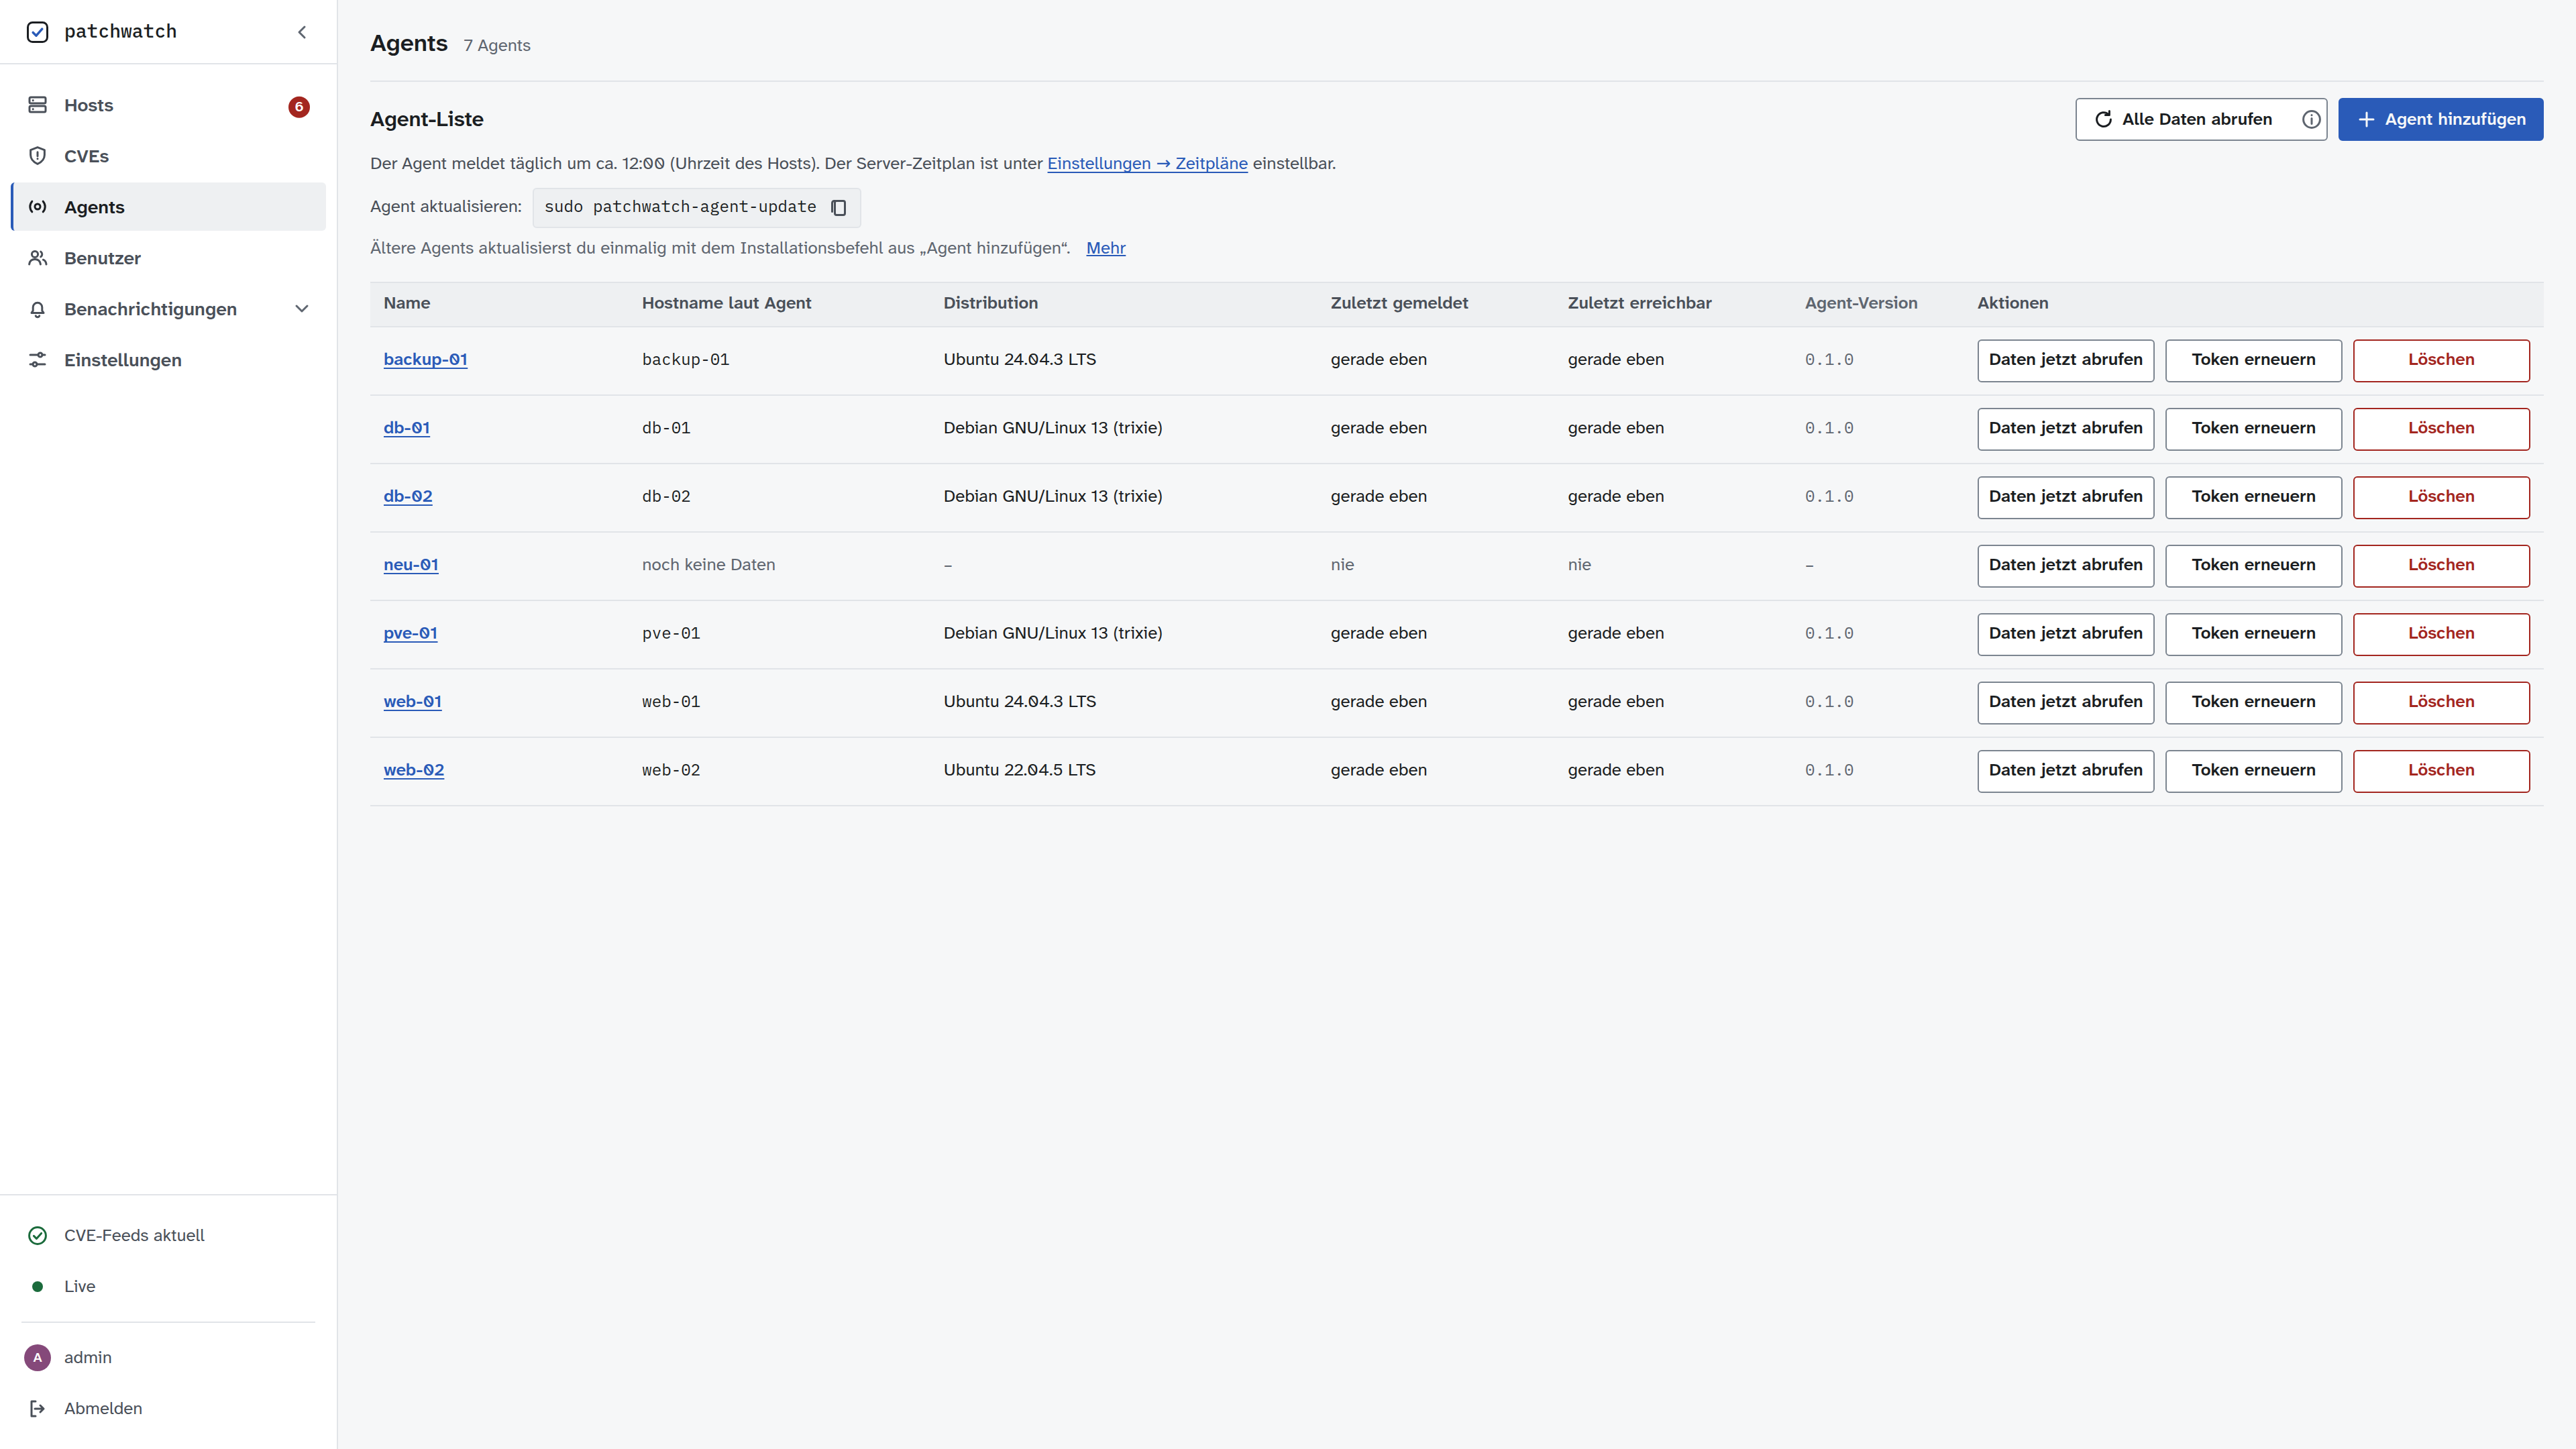 patchwatch
Hosts 6
CVEs
Agents
Benutzer
Benachrichtigungen
Einstellungen
CVE-Feeds aktuell
Live
A admin
Abmelden
Agents 7 Agents
Agent-Liste Alle Daten abrufen Agent hinzufügen
Der Agent meldet täglich um ca. 12:00 (Uhrzeit des Hosts). Der Server-Zeitplan ist unter Einstellungen → Zeitpläne einstellbar.
Agent aktualisieren: sudo patchwatch-agent-update
Ältere Agents aktualisierst du einmalig mit dem Installationsbefehl aus „Agent hinzufügen“. Mehr
Name Hostname laut Agent Distribution Zuletzt gemeldet Zuletzt erreichbar Agent-Version Aktionen
backup-01 backup-01 Ubuntu 24.04.3 LTS gerade eben gerade eben 0.1.0 Daten jetzt abrufen Token erneuern Löschen
db-01 db-01 Debian GNU/Linux 13 (trixie) gerade eben gerade eben 0.1.0 Daten jetzt abrufen Token erneuern Löschen
db-02 db-02 Debian GNU/Linux 13 (trixie) gerade eben gerade eben 0.1.0 Daten jetzt abrufen Token erneuern Löschen
neu-01 noch keine Daten – nie nie – Daten jetzt abrufen Token erneuern Löschen
pve-01 pve-01 Debian GNU/Linux 13 (trixie) gerade eben gerade eben 0.1.0 Daten jetzt abrufen Token erneuern Löschen
web-01 web-01 Ubuntu 24.04.3 LTS gerade eben gerade eben 0.1.0 Daten jetzt abrufen Token erneuern Löschen
web-02 web-02 Ubuntu 22.04.5 LTS gerade eben gerade eben 0.1.0 Daten jetzt abrufen Token erneuern Löschen